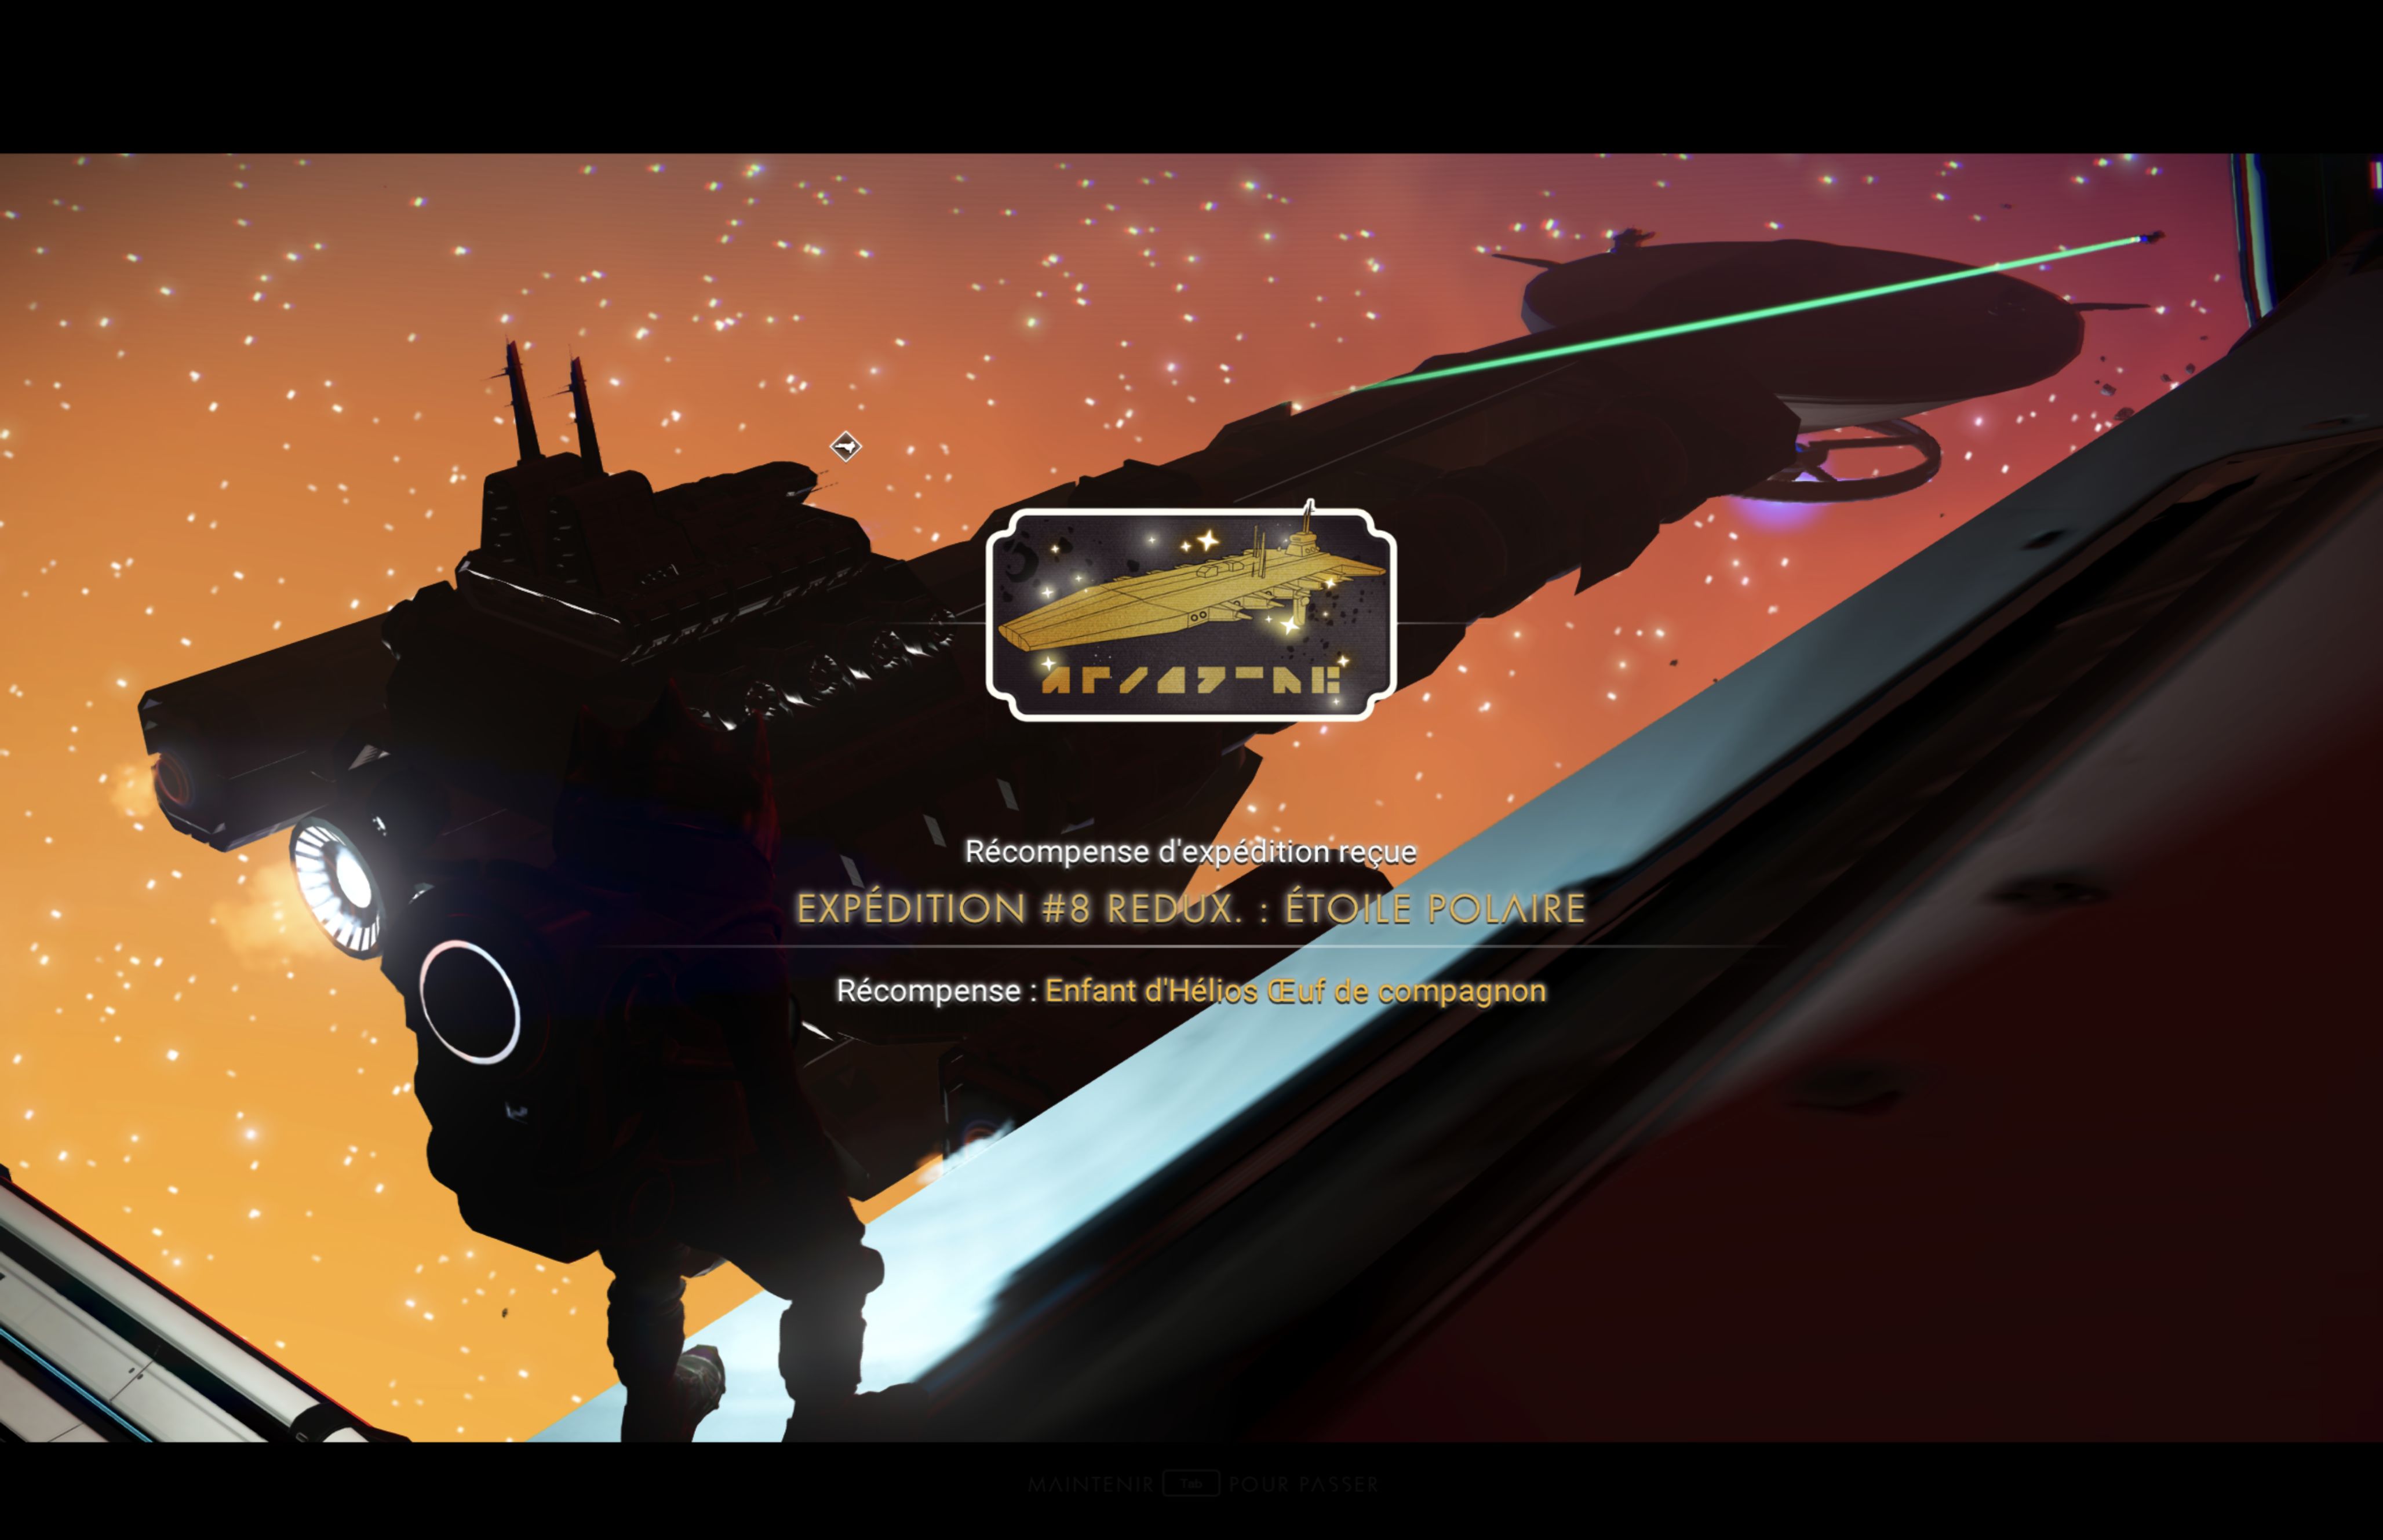 Récompense d'expédition reçue
EXPÉDITION #8 REDUX. : ÉTOILE POLAIRE
Récompense : Enfant d'Hélios Œuf de compagnon
MAINTENIR Tab POUR PASSER